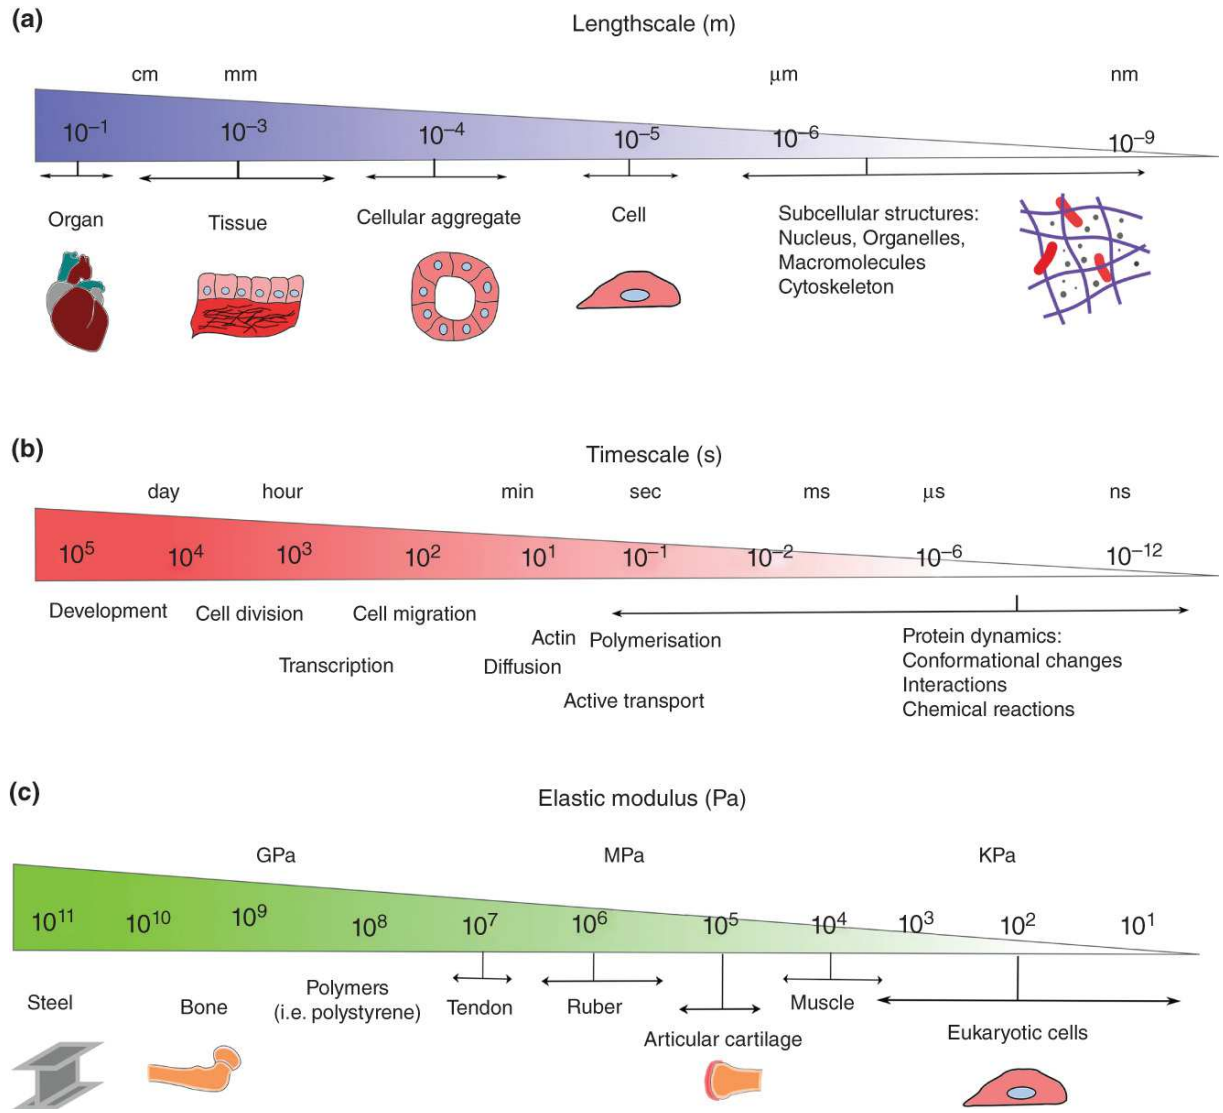 (a)
Lengthscale (m)
cm mm μm nm
10⁻¹ 10⁻³ 10⁻⁴ 10⁻⁵ 10⁻⁶ 10⁻⁹
Organ
Tissue
Cellular aggregate
Cell
Subcellular structures:
Nucleus, Organelles,
Macromolecules
Cytoskeleton
(b)
Timescale (s)
day hour min sec ms μs ns
10⁵ 10⁴ 10³ 10² 10¹ 10⁻¹ 10⁻² 10⁻⁶ 10⁻¹²
Development
Cell division
Cell migration
Transcription
Actin Polymerisation
Diffusion
Active transport
Protein dynamics:
Conformational changes
Interactions
Chemical reactions
(c)
Elastic modulus (Pa)
GPa MPa KPa
10¹¹ 10¹⁰ 10⁹ 10⁸ 10⁷ 10⁶ 10⁵ 10⁴ 10³ 10² 10¹
Steel
Bone
Polymers
(i.e. polystyrene)
Tendon
Ruber
Articular cartilage
Muscle
Eukaryotic cells